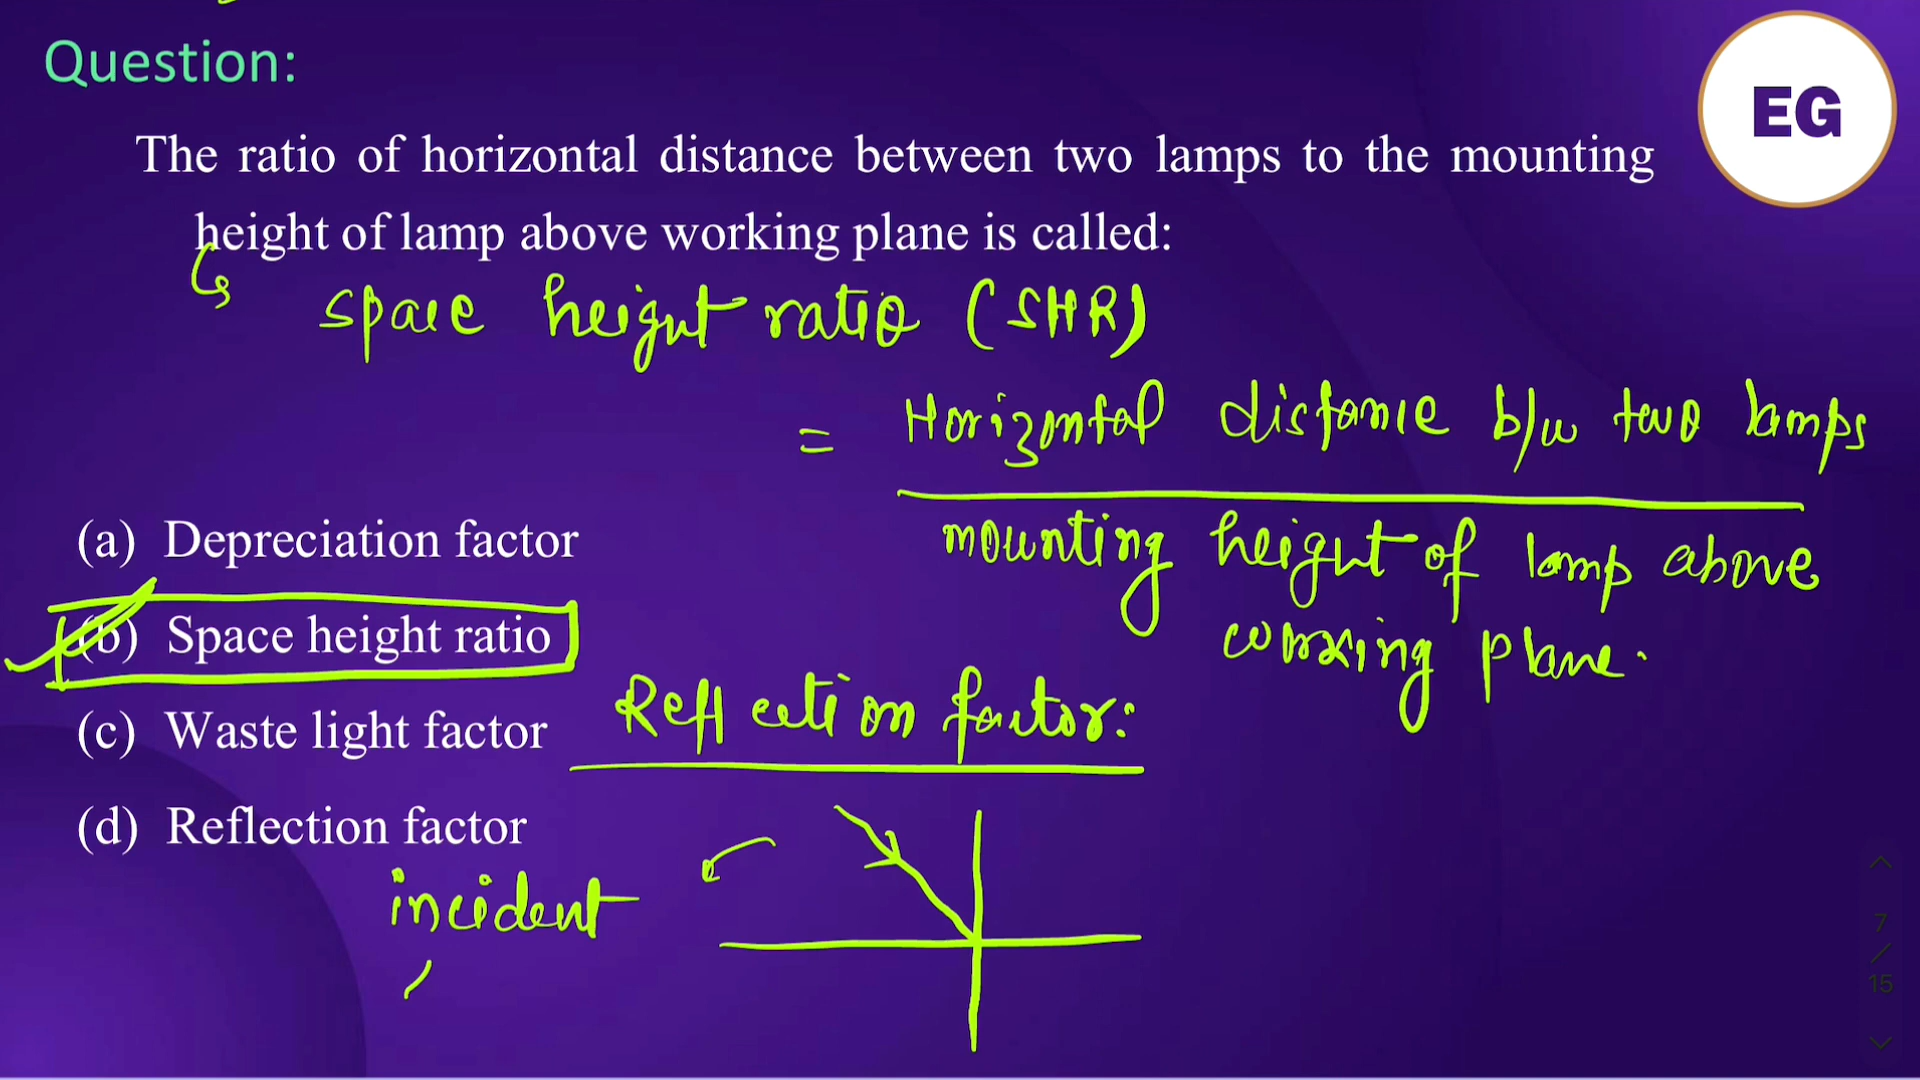 Question:
EG
The ratio of horizontal distance between two lamps to the mounting
height of lamp above working plane is called:
space height ratio (SHR)
= Horizontal distance b/w two lamps
mounting height of lamp above
working plane.
(a) Depreciation factor
(b) Space height ratio
(c) Waste light factor
Reflection factor:
(d) Reflection factor
incident
7
/
15